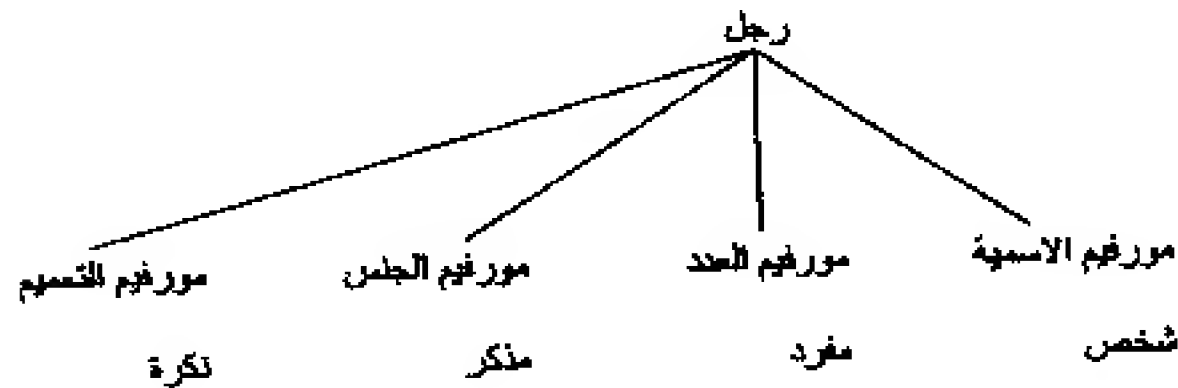 رجل
مورفيم الاسمية مورفيم العدد مورفيم الجنس مورفيم التعميم
شخص مفرد مذكر نكرة